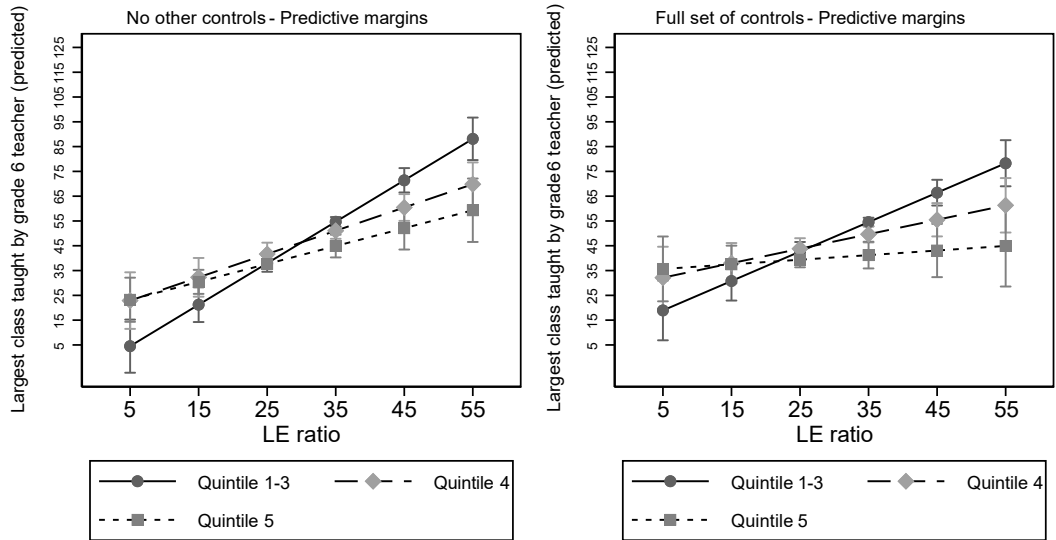 No other controls - Predictive margins
Largest class taught by grade 6 teacher (predicted)
125
115
105
95
85
75
65
55
45
35
25
15
5
5 15 25 35 45 55
LE ratio
Quintile 1-3 Quintile 4
Quintile 5
Full set of controls - Predictive margins
Largest class taught by grade 6 teacher (predicted)
125
115
105
95
85
75
65
55
45
35
25
15
5
5 15 25 35 45 55
LE ratio
Quintile 1-3 Quintile 4
Quintile 5